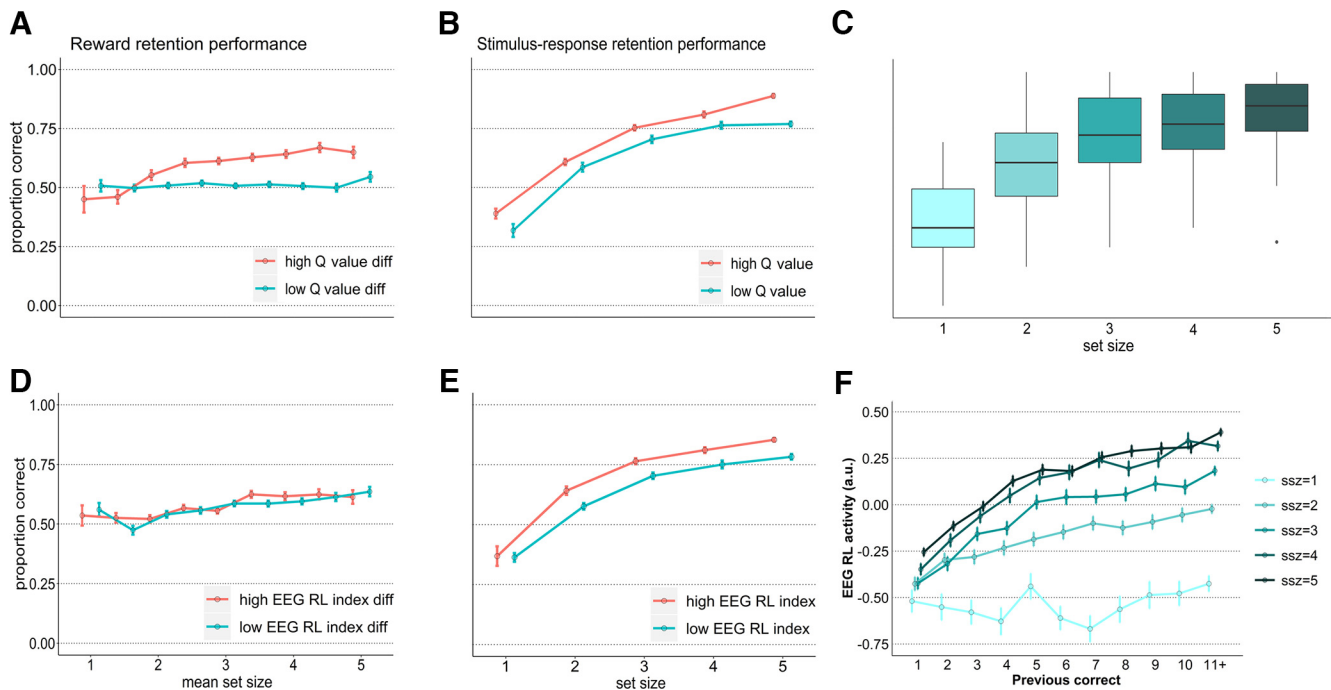 A
Reward retention performance
proportion correct
1.00
0.75
0.50
0.25
0.00
high Q value diff
low Q value diff
B
Stimulus-response retention performance
high Q value
low Q value
C
1 2 3 4 5
set size
D
proportion correct
1.00
0.75
0.50
0.25
0.00
high EEG RL index diff
low EEG RL index diff
1 2 3 4 5
mean set size
E
high EEG RL index
low EEG RL index
1 2 3 4 5
set size
F
EEG RL activity (a.u.)
0.50
0.25
0.00
-0.25
-0.50
-0.75
1 2 3 4 5 6 7 8 9 10 11+
Previous correct
ssz=1
ssz=2
ssz=3
ssz=4
ssz=5